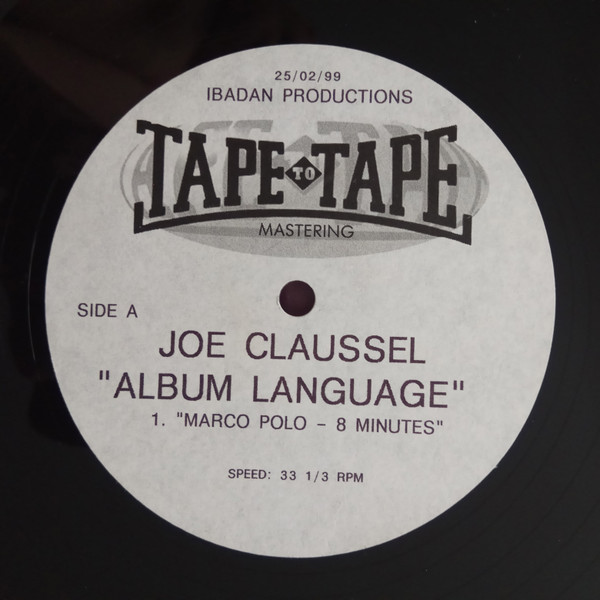 25/02/99
IBADAN PRODUCTIONS
TAPE TO TAPE
MASTERING
SIDE A
JOE CLAUSSEL
"ALBUM LANGUAGE"
1. "MARCO POLO - 8 MINUTES"
SPEED: 33 1/3 RPM